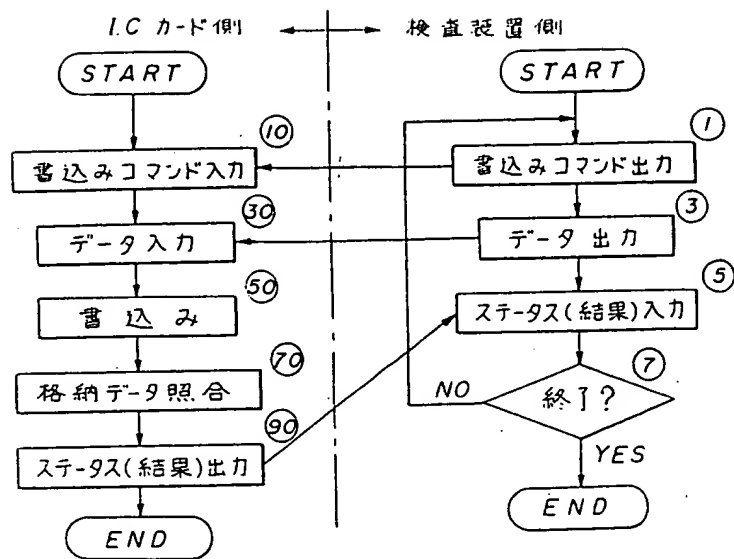 I.C カード側
検査装置側
START
START
⑩
①
書込みコマンド入力
書込みコマンド出力
㉚
③
データ入力
データ出力
㊿
⑤
書込み
ステータス(結果)入力
70
⑦
格納データ照合
NO
終了?
90
ステータス(結果)出力
YES
END
END